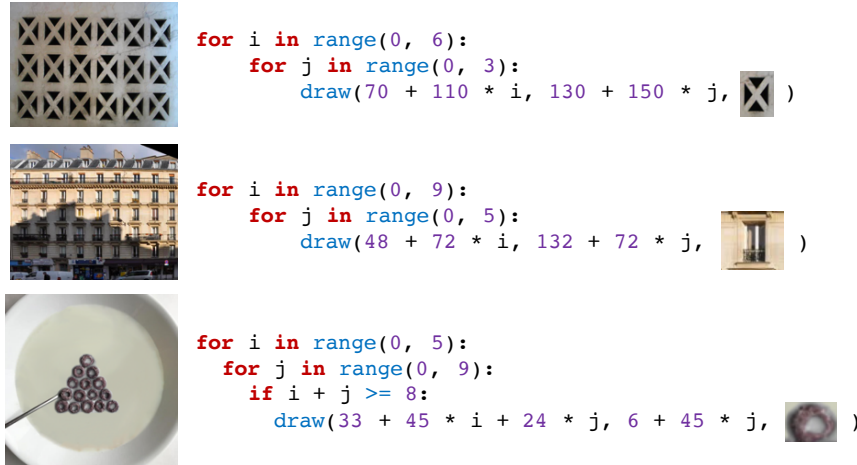 for i in range(0, 6):
for j in range(0, 3):
draw(70 + 110 * i, 130 + 150 * j, )
for i in range(0, 9):
for j in range(0, 5):
draw(48 + 72 * i, 132 + 72 * j, )
for i in range(0, 5):
for j in range(0, 9):
if i + j >= 8:
draw(33 + 45 * i + 24 * j, 6 + 45 * j, )